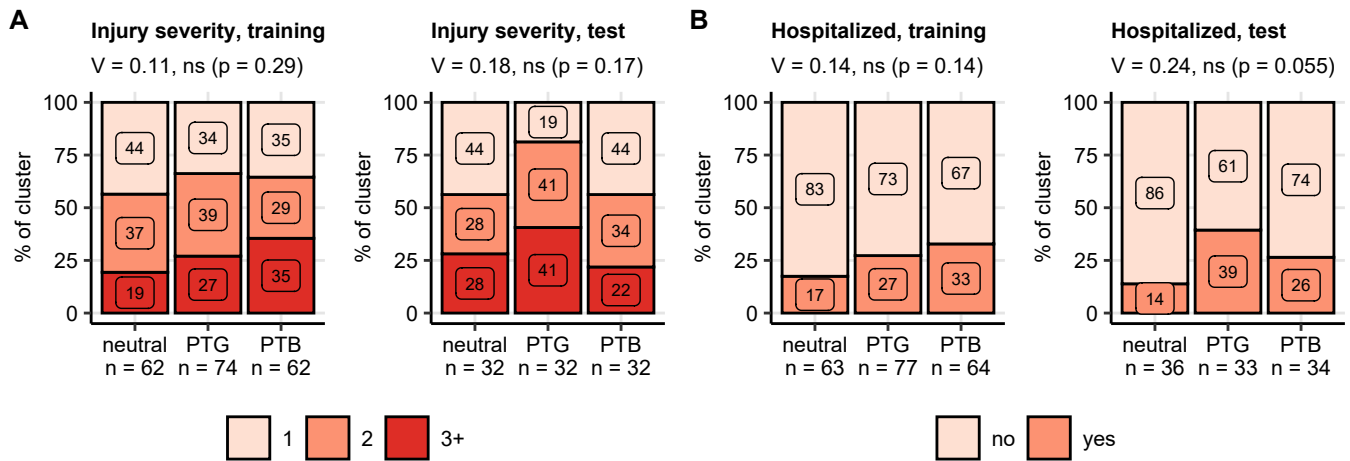 A
Injury severity, training
V = 0.11, ns (p = 0.29)
% of cluster
100
75
50
25
0
44
34
35
37
39
29
19
27
35
neutral
n = 62
PTG
n = 74
PTB
n = 62
Injury severity, test
V = 0.18, ns (p = 0.17)
% of cluster
100
75
50
25
0
44
19
44
28
41
34
28
41
22
neutral
n = 32
PTG
n = 32
PTB
n = 32
1
2
3+
B
Hospitalized, training
V = 0.14, ns (p = 0.14)
% of cluster
100
75
50
25
0
83
73
67
17
27
33
neutral
n = 63
PTG
n = 77
PTB
n = 64
Hospitalized, test
V = 0.24, ns (p = 0.055)
% of cluster
100
75
50
25
0
86
61
74
14
39
26
neutral
n = 36
PTG
n = 33
PTB
n = 34
no
yes